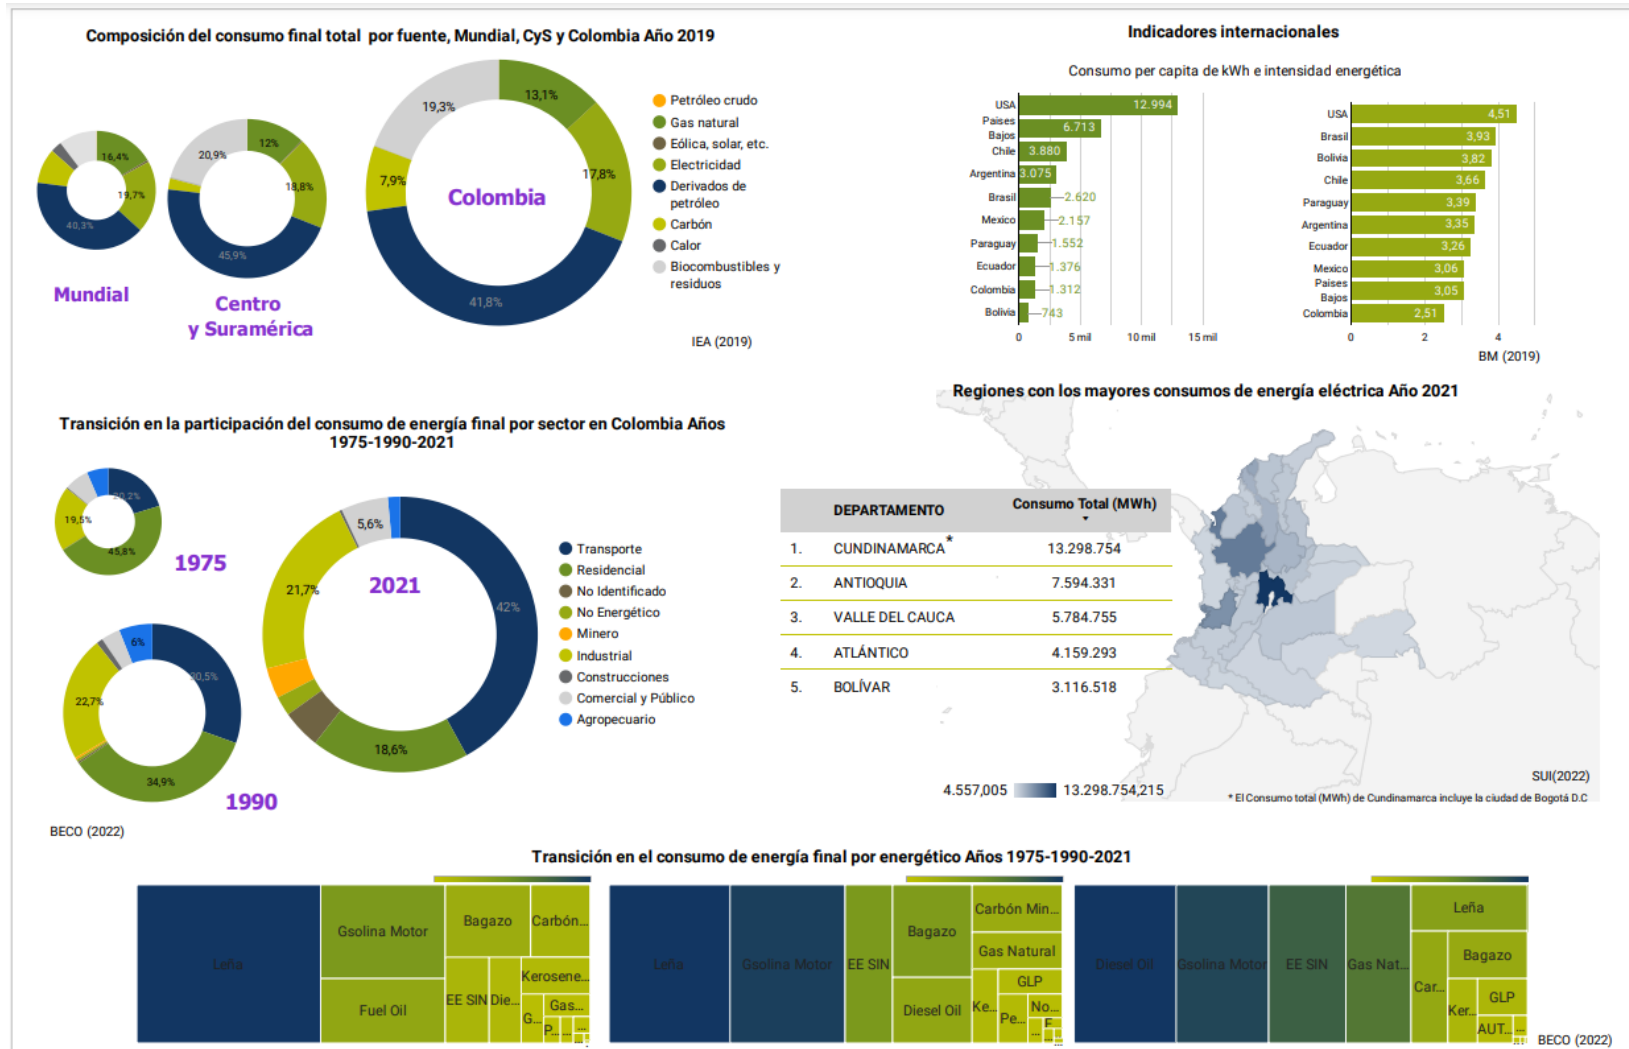 Composición del consumo final total por fuente, Mundial, CyS y Colombia Año 2019
16,4%
19,7%
40,3%
Mundial
12%
18,8%
45,9%
20,9%
Centro
y Suramérica
13,1%
17,8%
41,8%
7,9%
19,3%
Colombia
Petróleo crudo
Gas natural
Eólica, solar, etc.
Electricidad
Derivados de
petróleo
Carbón
Calor
Biocombustibles y
residuos
IEA (2019)
Indicadores internacionales
Consumo per capita de kWh e intensidad energética
USA 12.994
Paises
Bajos 6.713
Chile 3.880
Argentina 3.075
Brasil 2.620
Mexico 2.157
Paraguay 1.552
Ecuador 1.376
Colombia 1.312
Bolivia 743
0 5 mil 10 mil 15 mil
USA 4,51
Brasil 3,93
Bolivia 3,82
Chile 3,66
Paraguay 3,39
Argentina 3,35
Ecuador 3,26
Mexico 3,06
Paises
Bajos 3,05
Colombia 2,51
0 2 4
BM (2019)
Transición en la participación del consumo de energía final por sector en Colombia Años
1975-1990-2021
20,2%
45,8%
19,5%
1975
6%
30,5%
34,9%
22,7%
1990
5,6%
42%
18,6%
21,7%
2021
Transporte
Residencial
No Identificado
No Energético
Minero
Industrial
Construcciones
Comercial y Público
Agropecuario
BECO (2022)
Regiones con los mayores consumos de energía eléctrica Año 2021
DEPARTAMENTO Consumo Total (MWh)
1. CUNDINAMARCA* 13.298.754
2. ANTIOQUIA 7.594.331
3. VALLE DEL CAUCA 5.784.755
4. ATLÁNTICO 4.159.293
5. BOLÍVAR 3.116.518
4.557,005 13.298.754,215
SUI(2022)
* El Consumo total (MWh) de Cundinamarca incluye la ciudad de Bogotá D.C
Transición en el consumo de energía final por energético Años 1975-1990-2021
Leña
Gsolina Motor
Fuel Oil
Bagazo
Carbón...
EE SIN
Die...
Kerosene...
G...
Gas...
P...
...
...
...
Leña
Gsolina Motor
EE SIN
Bagazo
Diesel Oil
Carbón Min...
Gas Natural
Ke...
GLP
Pe...
No...
...
F...
...
Diesel Oil
Gsolina Motor
EE SIN
Gas Nat...
Leña
Car...
Bagazo
Ker...
GLP
AUT...
...
...
BECO (2022)